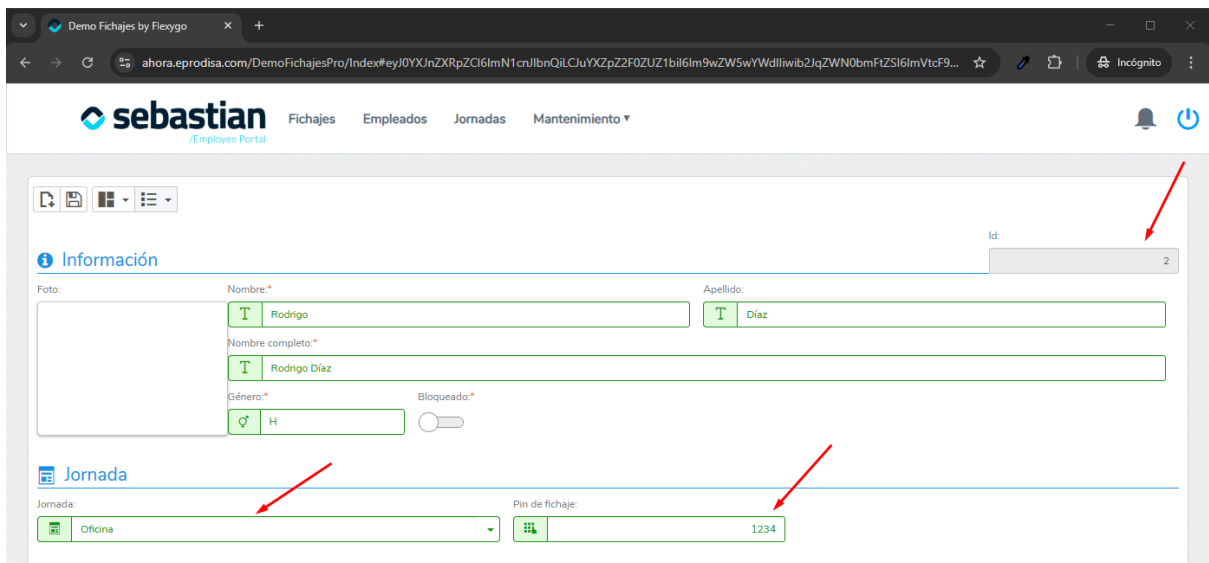 Demo Fichajes by Flexygo
ahora.eprodisa.com/DemoFichajesPro/Index#eyJ0YXJnZXRpZCI6ImN1cnJlbnQiLCJuYXZpZ2F0ZUZ1biI6Im9wZW5wYWdlIiwib2JqZWN0bmFtZSI6ImVtcF9... Incógnito
sebastian Fichajes Empleados Jornadas Mantenimiento
/Employee Portal
Id:
Información 2
Foto: Nombre:* Apellido:
Rodrigo Díaz
Nombre completo:*
Rodrigo Díaz
Género:* Bloqueado:*
H
Jornada
Jornada: Pin de fichaje:
Oficina 1234